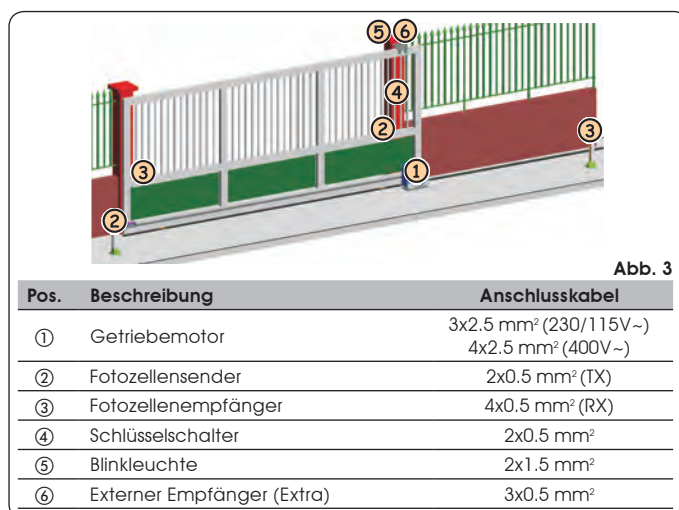 5 6
4
2
3 3
1
2
Abb. 3
Pos. Beschreibung Anschlusskabel
① Getriebemotor 3x2.5 mm² (230/115V~)
4x2.5 mm² (400V~)
② Fotozellensender 2x0.5 mm² (TX)
③ Fotozellenempfänger 4x0.5 mm² (RX)
④ Schlüsselschalter 2x0.5 mm²
⑤ Blinkleuchte 2x1.5 mm²
⑥ Externer Empfänger (Extra) 3x0.5 mm²